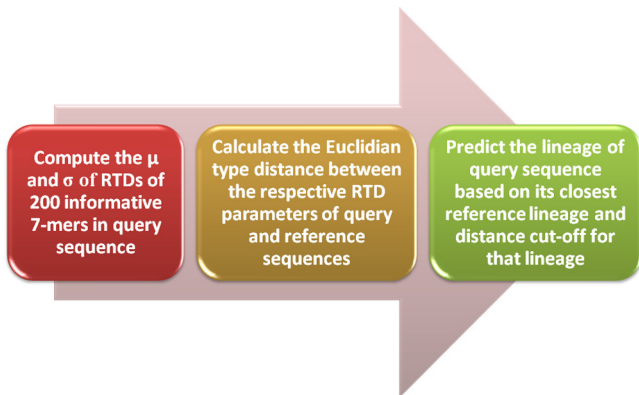 Compute the μ
and σ of RTDs of
200 informative
7-mers in query
sequence
Calculate the Euclidian
type distance between
the respective RTD
parameters of query
and reference
sequences
Predict the lineage of
query sequence
based on its closest
reference lineage and
distance cut-off for
that lineage